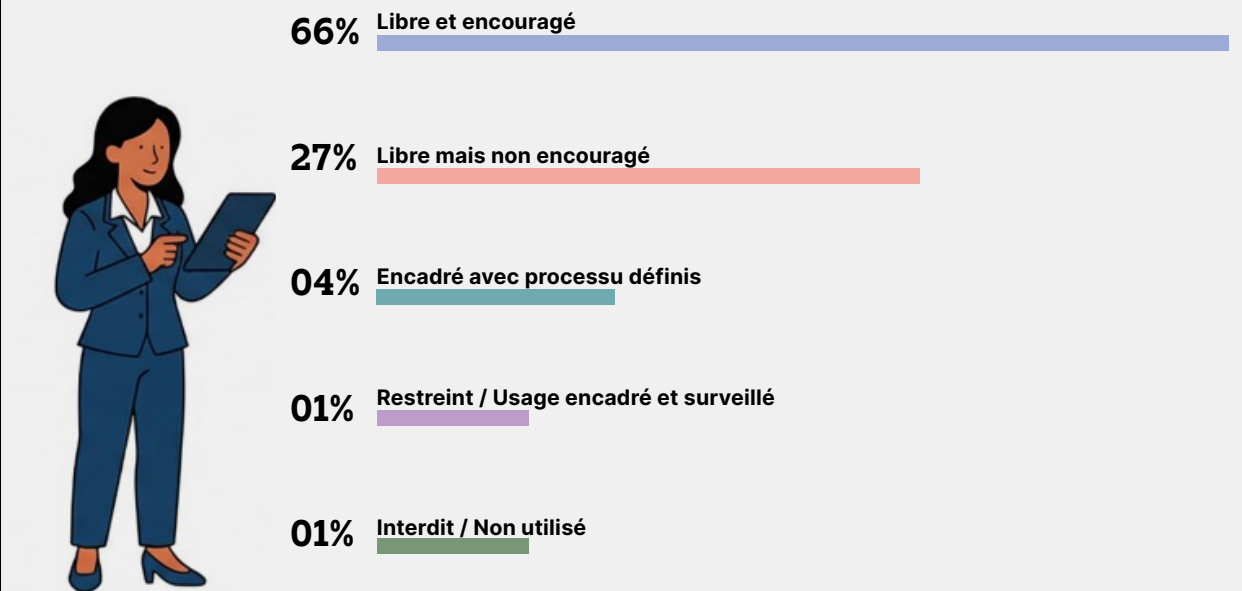 66% Libre et encouragé
27% Libre mais non encouragé
04% Encadré avec processu définis
01% Restreint / Usage encadré et surveillé
01% Interdit / Non utilisé